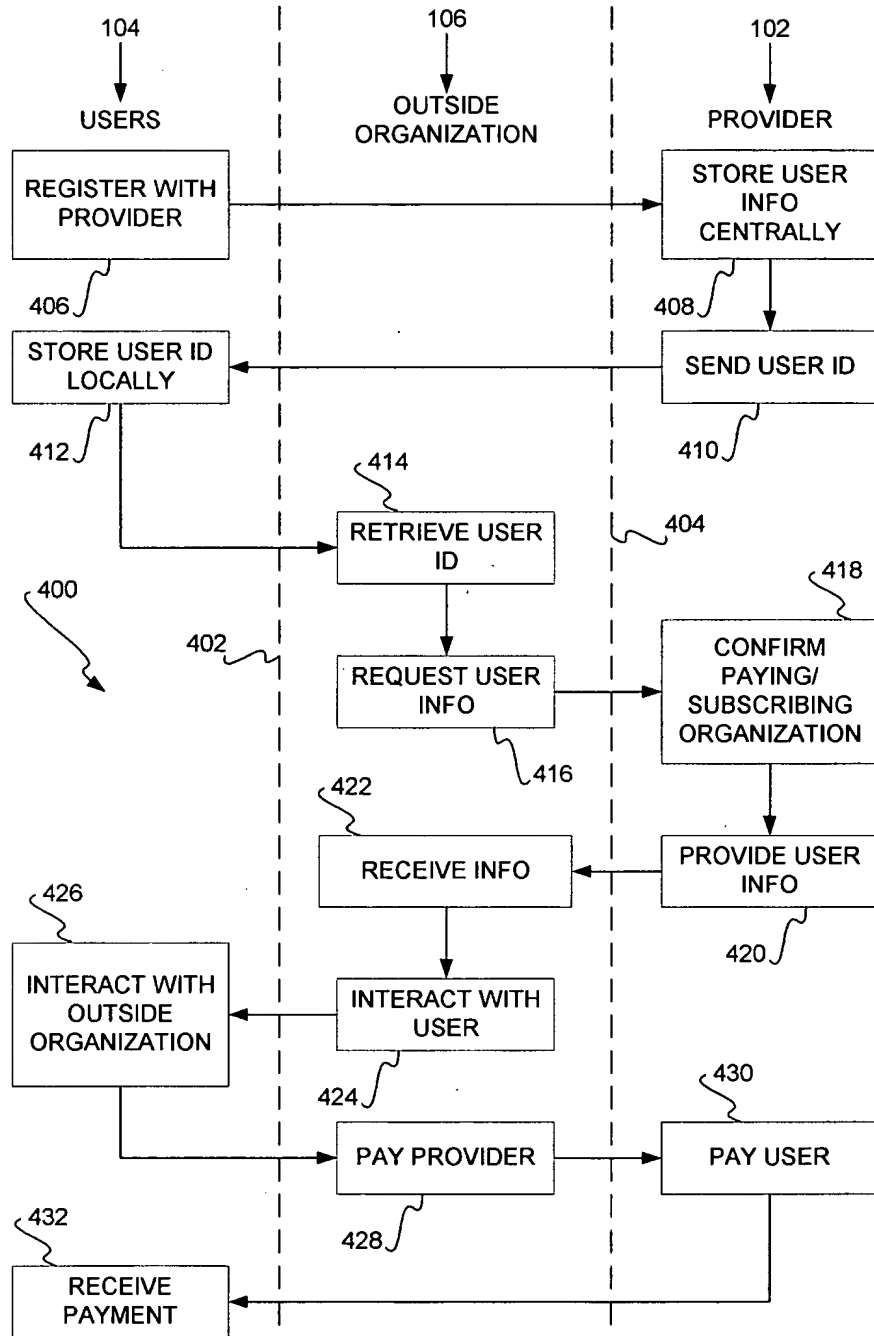 104
106
102
USERS
OUTSIDE
ORGANIZATION
PROVIDER
REGISTER WITH
PROVIDER
406
STORE USER
INFO
CENTRALLY
408
STORE USER ID
LOCALLY
412
SEND USER ID
410
414
RETRIEVE USER
ID
404
400
402
REQUEST USER
INFO
416
418
CONFIRM
PAYING/
SUBSCRIBING
ORGANIZATION
422
RECEIVE INFO
PROVIDE USER
INFO
420
426
INTERACT WITH
OUTSIDE
ORGANIZATION
INTERACT WITH
USER
424
430
PAY PROVIDER
428
PAY USER
432
RECEIVE
PAYMENT